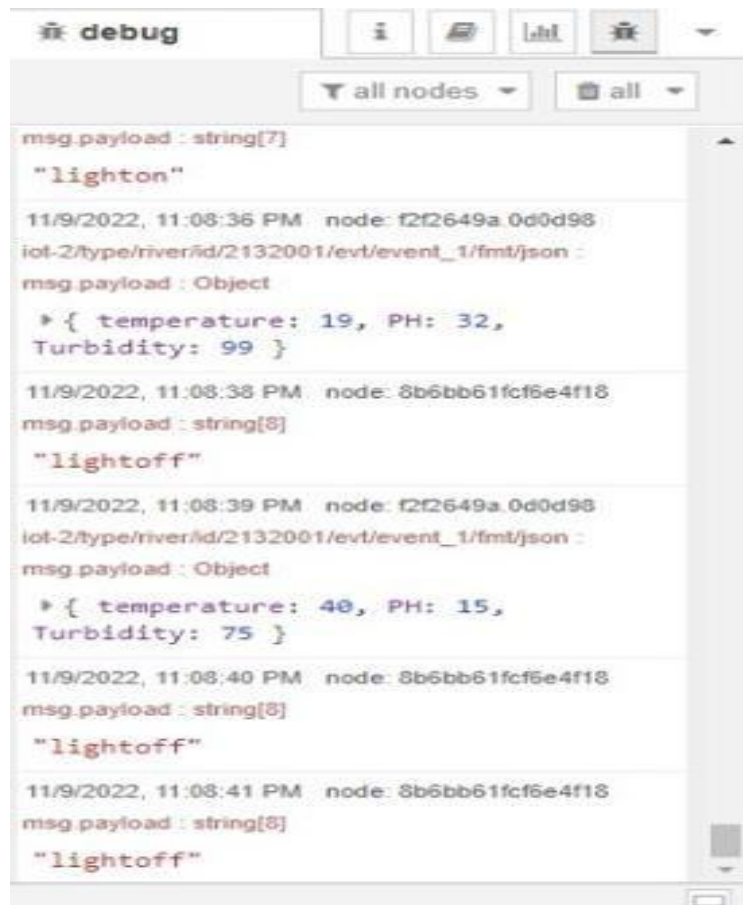 debug
i
all nodes
all
msg.payload : string[7]
"lighton"
11/9/2022, 11:08:36 PM node: f2f2649a.0d0d98
iot-2/type/river/id/2132001/evt/event_1/fmt/json :
msg.payload : Object
{ temperature: 19, PH: 32,
Turbidity: 99 }
11/9/2022, 11:08:38 PM node: 8b6bb61fcf6e4f18
msg.payload : string[8]
"lightoff"
11/9/2022, 11:08:39 PM node: f2f2649a.0d0d98
iot-2/type/river/id/2132001/evt/event_1/fmt/json :
msg.payload : Object
{ temperature: 40, PH: 15,
Turbidity: 75 }
11/9/2022, 11:08:40 PM node: 8b6bb61fcf6e4f18
msg.payload : string[8]
"lightoff"
11/9/2022, 11:08:41 PM node: 8b6bb61fcf6e4f18
msg.payload : string[8]
"lightoff"